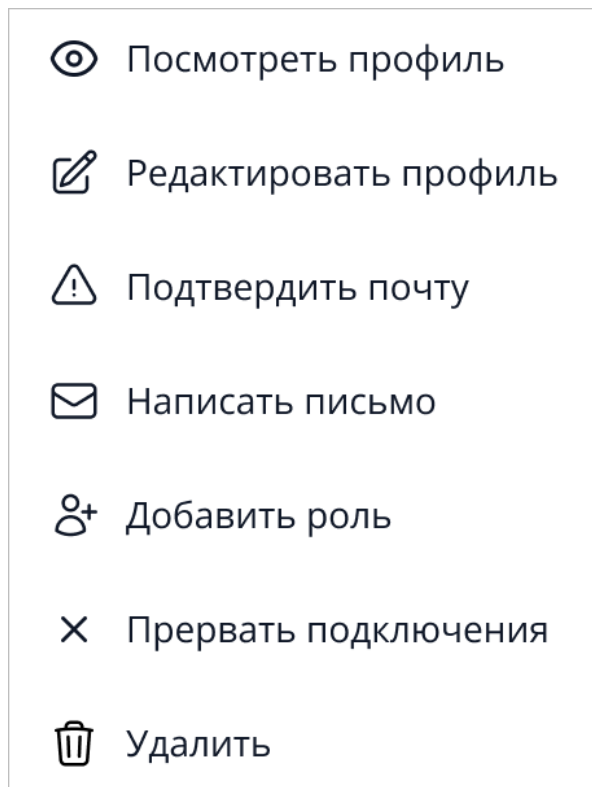 Посмотреть профиль
Редактировать профиль
Подтвердить почту
Написать письмо
Добавить роль
Прервать подключения
Удалить